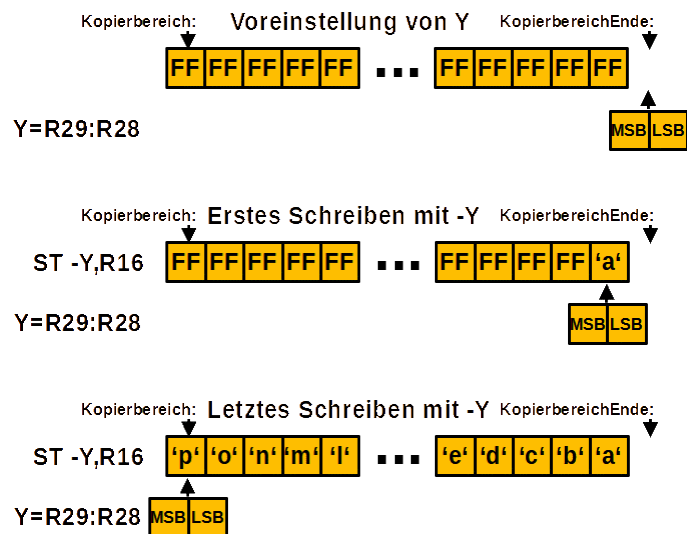 Kopierbereich: Voreinstellung von Y KopierbereichEnde:
FF FF FF FF FF ... FF FF FF FF FF
Y=R29:R28 MSB LSB
Kopierbereich: Erstes Schreiben mit -Y KopierbereichEnde:
ST -Y,R16 FF FF FF FF FF ... FF FF FF FF ‘a‘
Y=R29:R28 MSB LSB
Kopierbereich: Letztes Schreiben mit -Y KopierbereichEnde:
ST -Y,R16 ‘p‘ ‘o‘ ‘n‘ ‘m‘ ‘l‘ ... ‘e‘ ‘d‘ ‘c‘ ‘b‘ ‘a‘
Y=R29:R28 MSB LSB